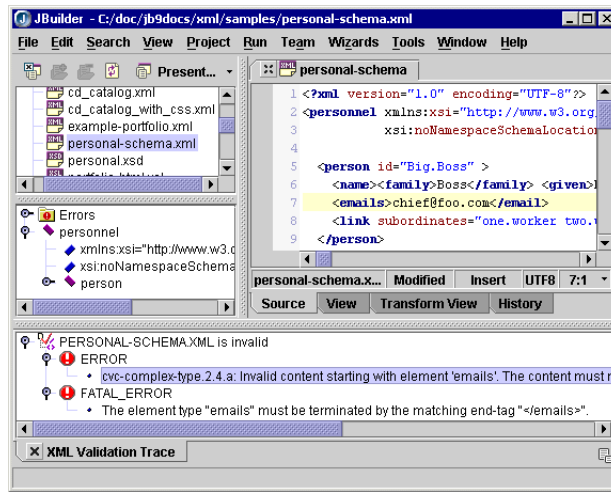 JBuilder - C:/doc/jb9docs/xml/samples/personal-schema.xml
File Edit Search View Project Run Team Wizards Tools Window Help
Present...
personal-schema
cd_catalog.xml
cd_catalog_with_css.xml
example-portfolio.xml
personal-schema.xml
personal.xsd
1 <?xml version="1.0" encoding="UTF-8"?>
2 <personnel xmlns:xsi="http://www.w3.org
3 xsi:noNamespaceSchemaLocation
4
5 <person id="Big.Boss" >
6 <name><family>Boss</family> <given>
7 <emails>chief@foo.com</email>
8 <link subordinates="one.worker two.
9 </person>
Errors
personnel
xmlns:xsi="http://www.w3.o
xsi:noNamespaceSchema
person
personal-schema.x... Modified Insert UTF8 7:1
Source View Transform View History
PERSONAL-SCHEMA.XML is invalid
ERROR
cvc-complex-type.2.4.a: Invalid content starting with element 'emails'. The content must
FATAL_ERROR
The element type "emails" must be terminated by the matching end-tag "</emails>".
XML Validation Trace